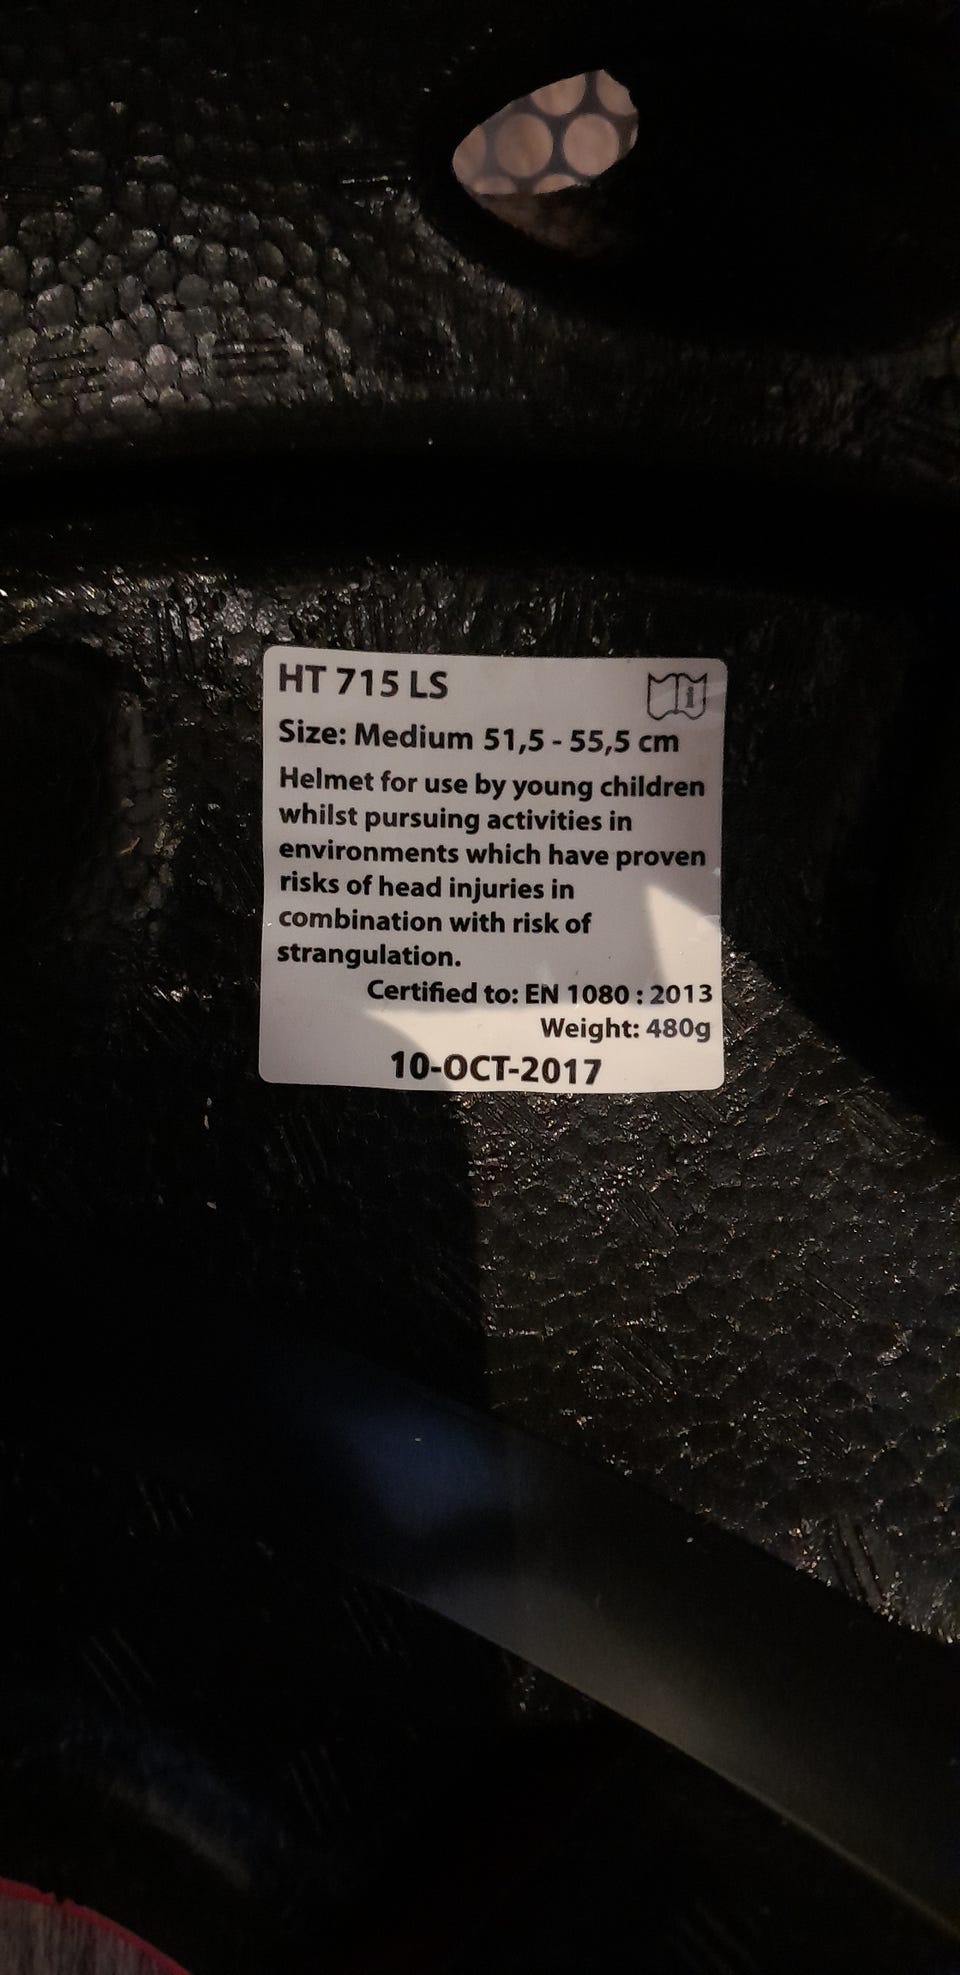 HT 715 LS
Size: Medium 51,5 - 55,5 cm
Helmet for use by young children
whilst pursuing activities in
environments which have proven
risks of head injuries in
combination with risk of
strangulation.
Certified to: EN 1080 : 2013
Weight: 480g
10-OCT-2017